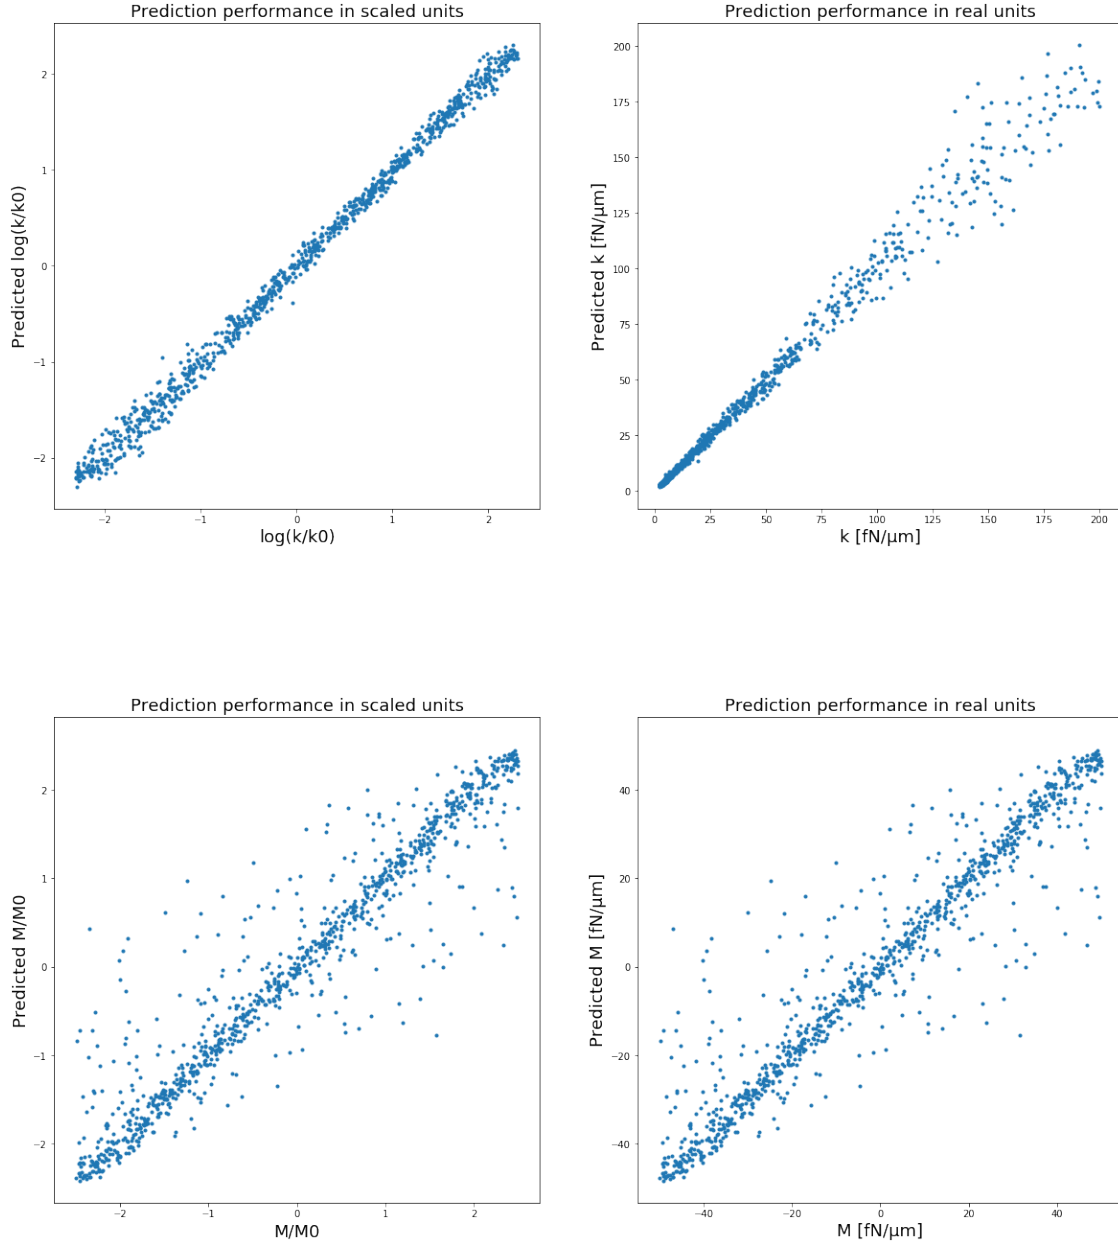 Prediction performance in scaled units
Predicted log(k/k0)
2
1
0
−1
−2
−2 −1 0 1 2
log(k/k0)
Prediction performance in real units
Predicted k [fN/μm]
200
175
150
125
100
75
50
25
0
0 25 50 75 100 125 150 175 200
k [fN/μm]
Prediction performance in scaled units
Predicted M/M0
2
1
0
−1
−2
−2 −1 0 1 2
M/M0
Prediction performance in real units
Predicted M [fN/μm]
40
20
0
−20
−40
−40 −20 0 20 40
M [fN/μm]